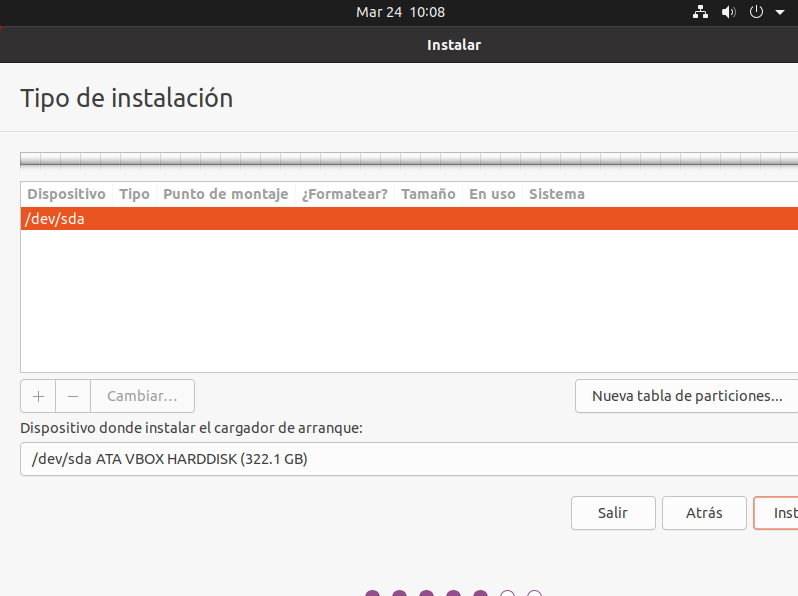 Mar 24 10:08
Instalar
Tipo de instalación
Dispositivo Tipo Punto de montaje ¿Formatear? Tamaño En uso Sistema
/dev/sda
+ − Cambiar... Nueva tabla de particiones...
Dispositivo donde instalar el cargador de arranque:
/dev/sda ATA VBOX HARDDISK (322.1 GB)
Salir Atrás Inst